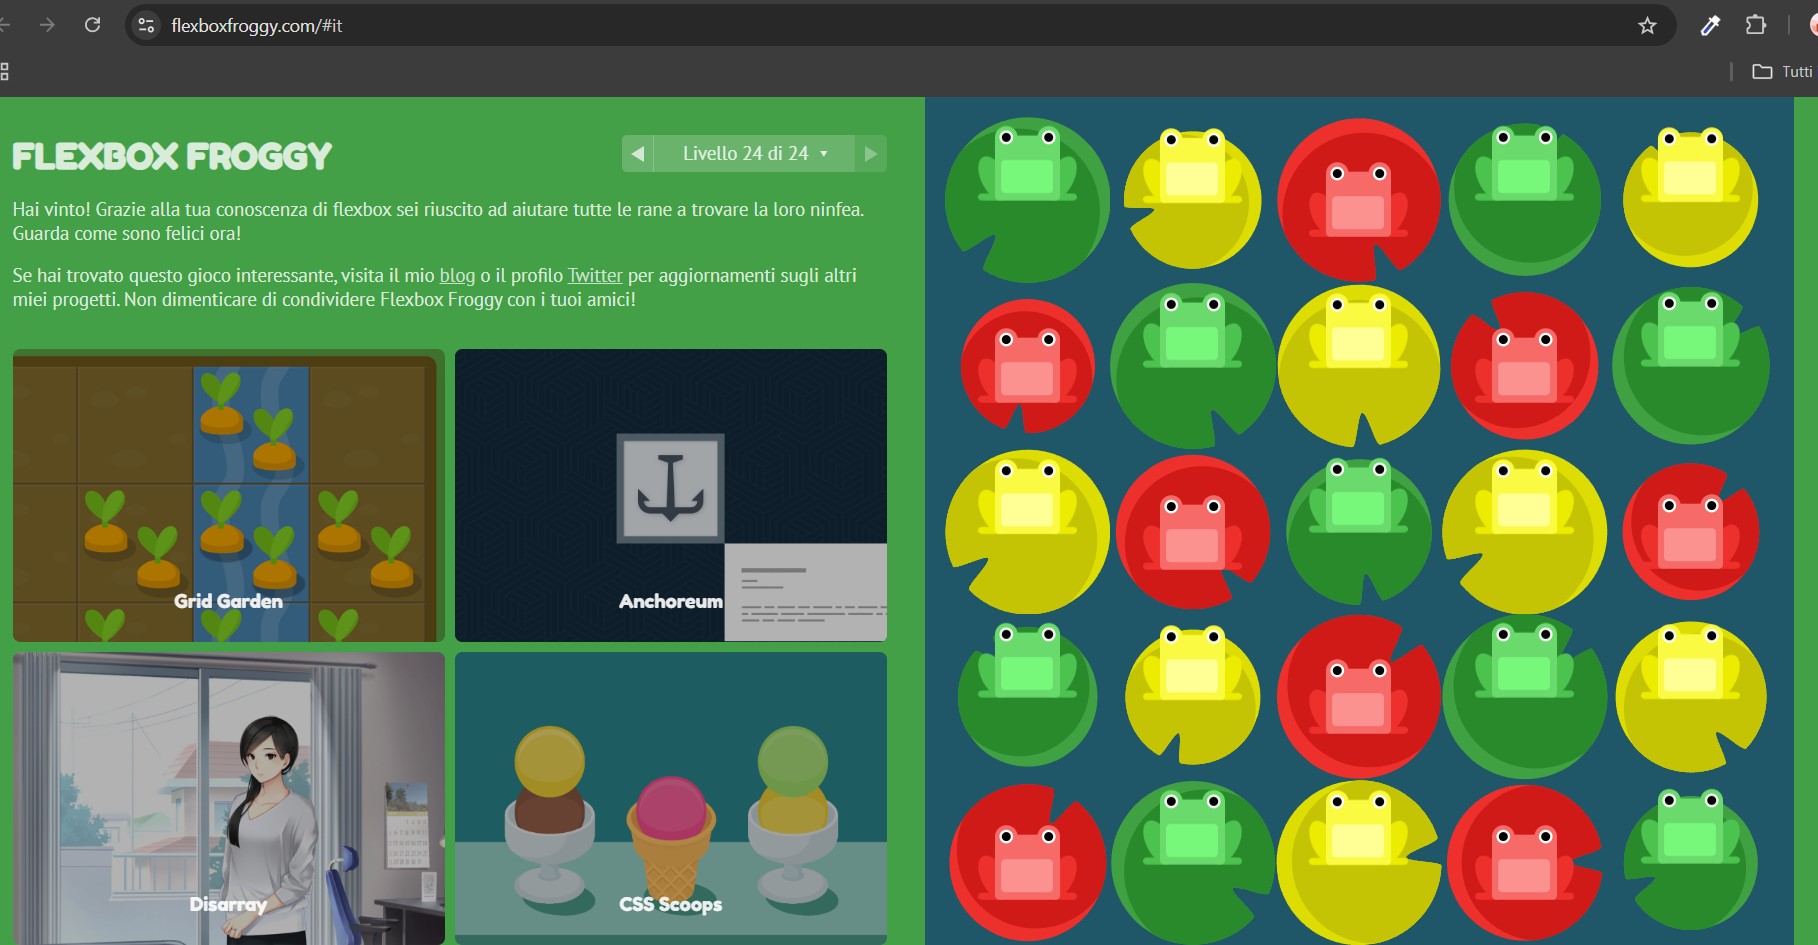 flexboxfroggy.com/#it
Tutti
FLEXBOX FROGGY
Livello 24 di 24
Hai vinto! Grazie alla tua conoscenza di flexbox sei riuscito ad aiutare tutte le rane a trovare la loro ninfea.
Guarda come sono felici ora!
Se hai trovato questo gioco interessante, visita il mio blog o il profilo Twitter per aggiornamenti sugli altri
miei progetti. Non dimenticare di condividere Flexbox Froggy con i tuoi amici!
Grid Garden
Anchoreum
Disarray
CSS Scoops